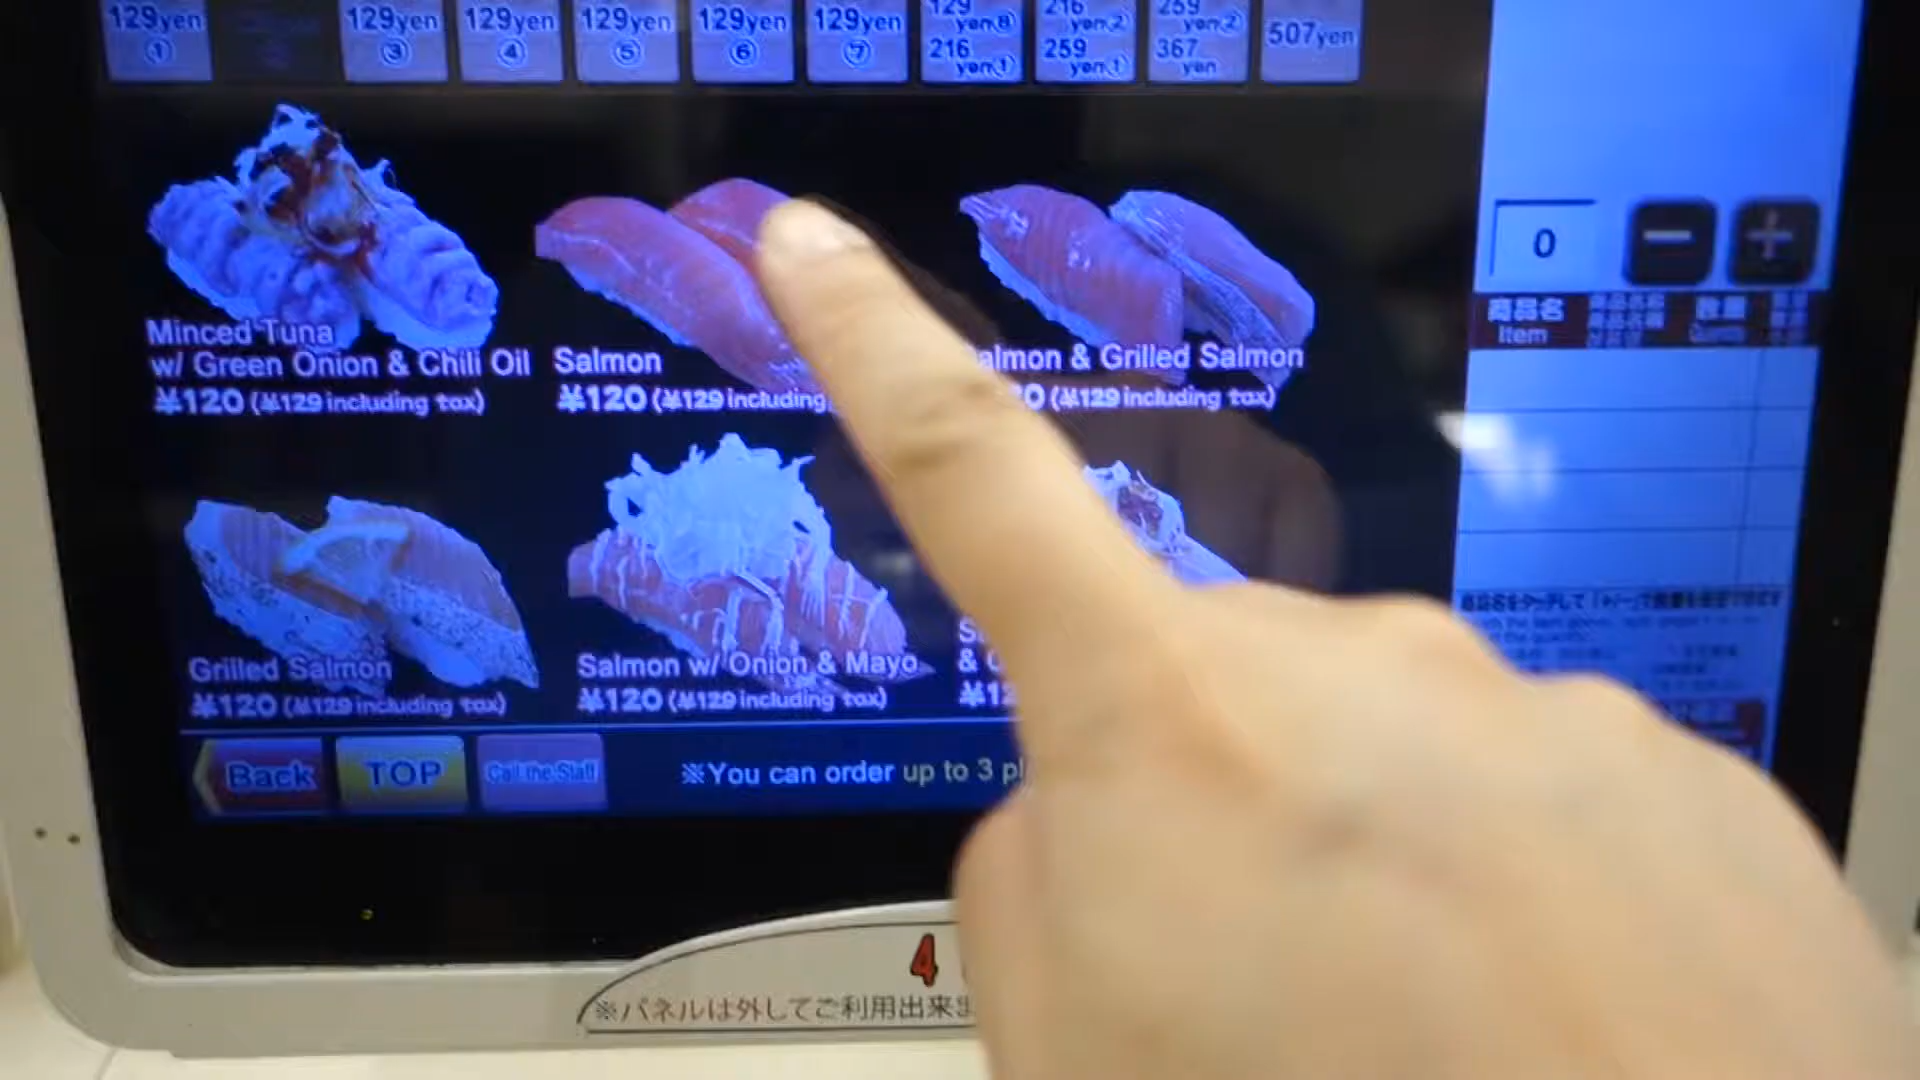 129yen 129yen 129yen 129yen 129yen 129yen 129 yen⑧ 216 yen② 259 yen② 507yen
① ③ ④ ⑤ ⑥ ⑦ 216 yen① 259 yen① 367 yen
0 − +
商品名
Item
Minced Tuna
w/ Green Onion & Chili Oil
¥120 (¥129 including tax)
Salmon
¥120 (¥129 including
almon & Grilled Salmon
0 (¥129 including tax)
Grilled Salmon
¥120 (¥129 including tax)
Salmon w/ Onion & Mayo
¥120 (¥129 including tax)
S
& 
¥12
Back TOP Call the Staff ※You can order up to 3 pl
4
※パネルは外してご利用出来ま